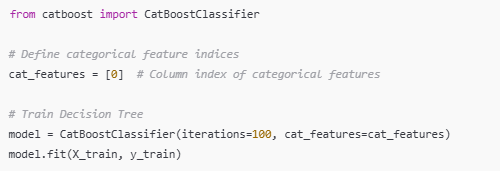 from catboost import CatBoostClassifier
# Define categorical feature indices
cat_features = [0]  # Column index of categorical features
# Train Decision Tree
model = CatBoostClassifier(iterations=100, cat_features=cat_features)
model.fit(X_train, y_train)